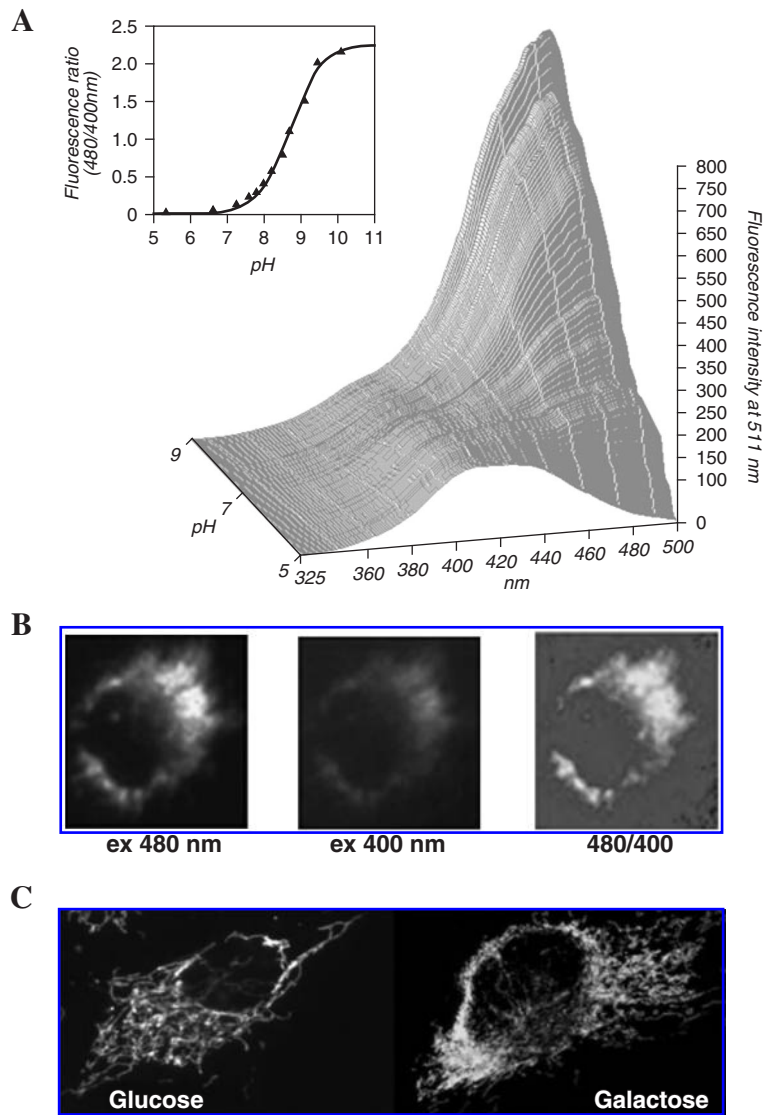 A
Fluorescence ratio
(480/400nm)
2.5
2.0
1.5
1.0
0.5
0
5 6 7 8 9 10 11
pH
800
750
700
650
600
550
500
450
400
350
300
250
200
150
100
0
Fluorescence intensity at 511 nm
9
7
5
pH
325 360 380 400 420 440 460 480 500
nm
B
ex 480 nm ex 400 nm 480/400
C
Glucose Galactose